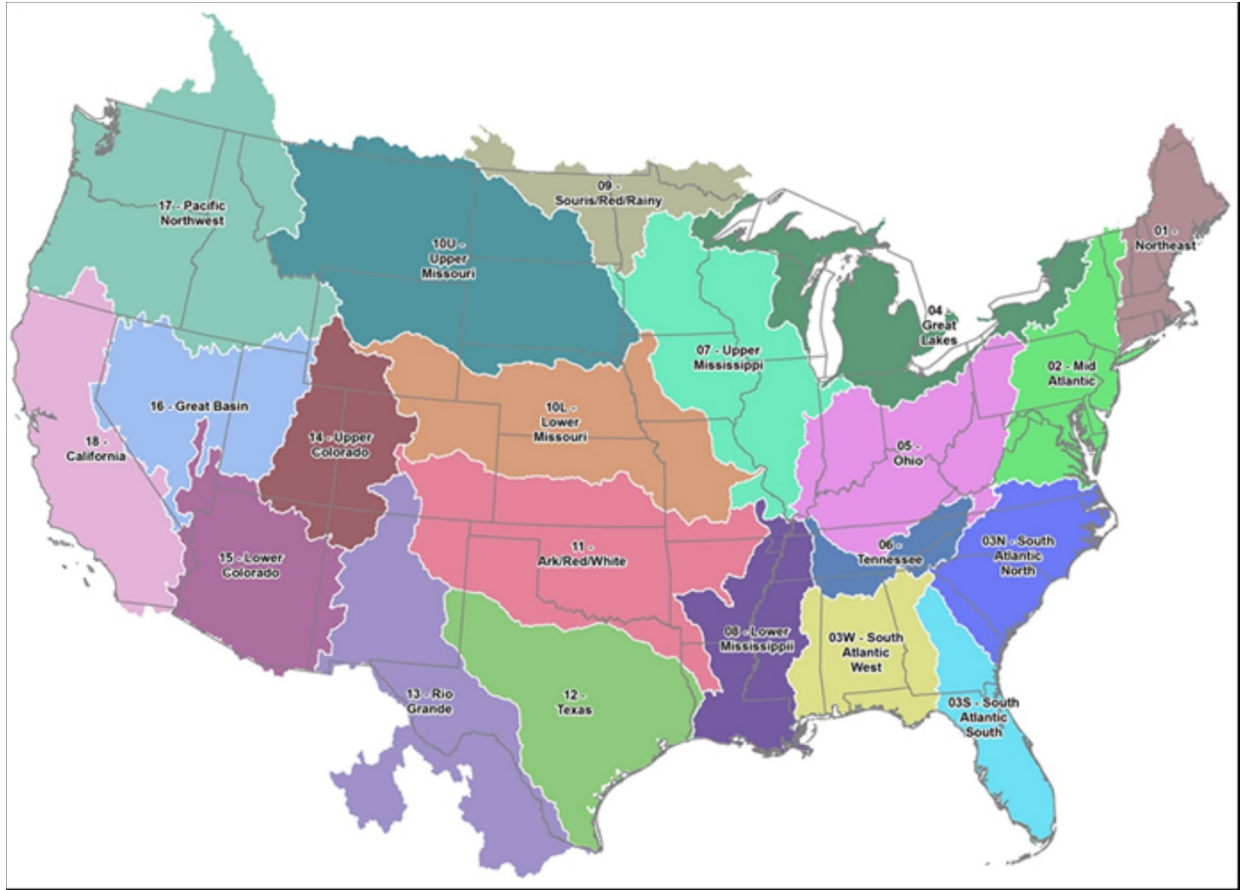 09 -
Souris/Red/Rainy
01 -
Northeast
17 - Pacific
Northwest
10U -
Upper
Missouri
04 -
Great
Lakes
07 - Upper
Mississippi
02 - Mid
Atlantic
16 - Great Basin
10L -
Lower
Missouri
18 -
California
14 - Upper
Colorado
05 -
Ohio
15 - Lower
Colorado
11 -
Ark/Red/White
06 -
Tennessee
03N - South
Atlantic
North
08 - Lower
Mississippii
03W - South
Atlantic
West
13 - Rio
Grande
12 -
Texas
03S - South
Atlantic
South